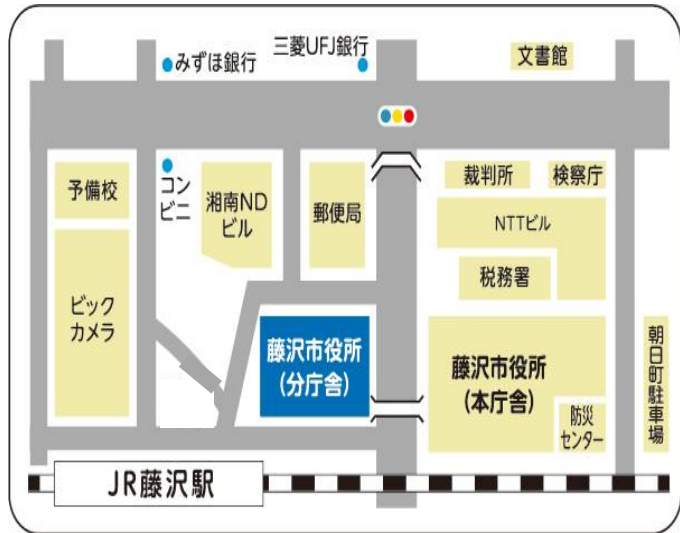 三菱UFJ銀行
みずほ銀行
文書館
予備校
コン
ビニ
湘南ND
ビル
郵便局
裁判所
検察庁
NTTビル
税務署
ビック
カメラ
藤沢市役所
(分庁舎)
藤沢市役所
(本庁舎)
防災
センター
朝日町駐車場
JR藤沢駅